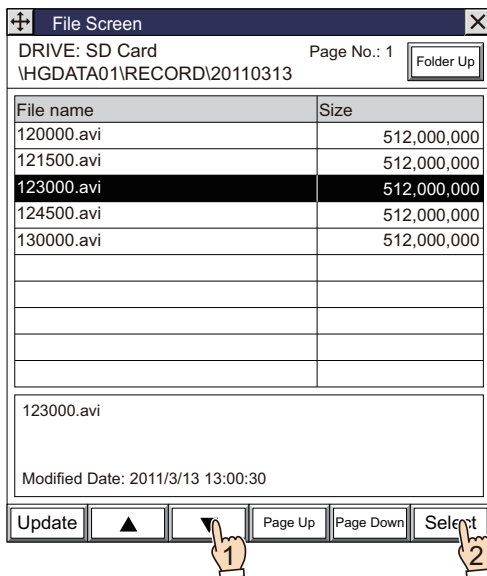 File Screen
DRIVE: SD Card Page No.: 1 Folder Up
\HGDATA01\RECORD\20110313
File name Size
120000.avi 512,000,000
121500.avi 512,000,000
123000.avi 512,000,000
124500.avi 512,000,000
130000.avi 512,000,000
123000.avi
Modified Date: 2011/3/13 13:00:30
Update ▲ ▼ Page Up Page Down Select
1 2